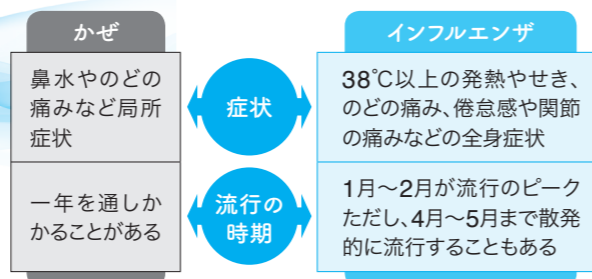 かぜ
インフルエンザ
鼻水やのどの
痛みなど局所
症状
症状
38℃以上の発熱やせき、
のどの痛み、倦怠感や関節
の痛みなどの全身症状
一年を通しか
かることがある
流行の
時期
1月～2月が流行のピーク
ただし、4月～5月まで散発
的に流行することもある